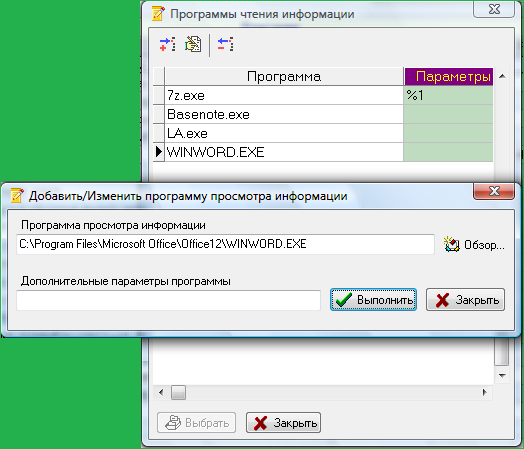 Программы чтения информации
Программа Параметры
7z.exe %1
Basenote.exe
LA.exe
WINWORD.EXE
Добавить/Изменить программу просмотра информации
Программа просмотра информации
C:\Program Files\Microsoft Office\Office12\WINWORD.EXE Обзор...
Дополнительные параметры программы
Выполнить Закрыть
Выбрать Закрыть